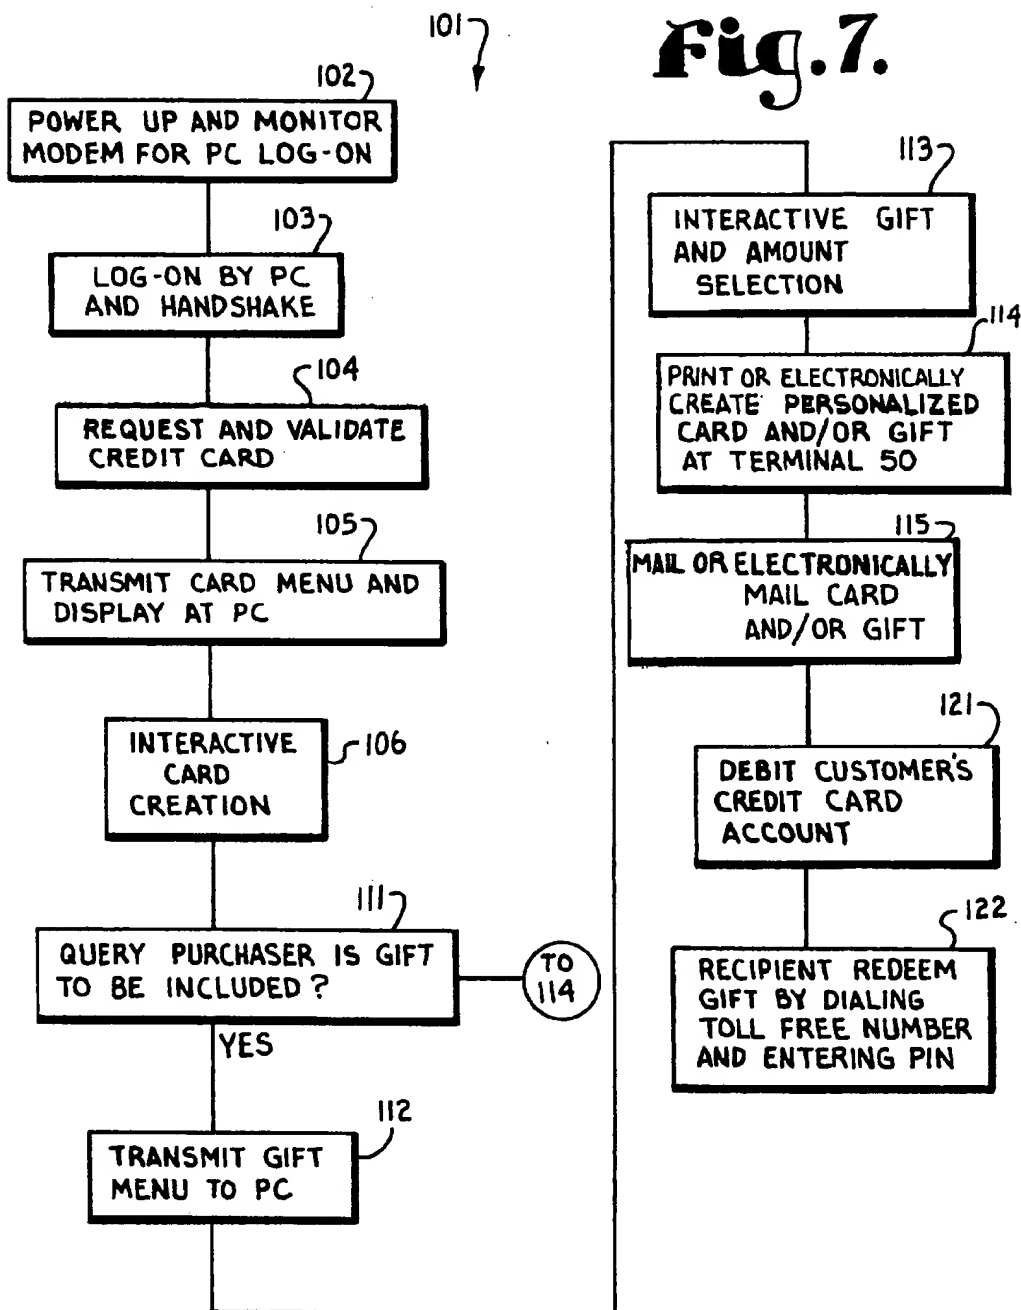 101
Fig. 7.
102
POWER UP AND MONITOR
MODEM FOR PC LOG-ON
103
LOG-ON BY PC
AND HANDSHAKE
104
REQUEST AND VALIDATE
CREDIT CARD
105
TRANSMIT CARD MENU AND
DISPLAY AT PC
106
INTERACTIVE
CARD
CREATION
111
QUERY PURCHASER IS GIFT
TO BE INCLUDED?
TO
114
YES
112
TRANSMIT GIFT
MENU TO PC
113
INTERACTIVE GIFT
AND AMOUNT
SELECTION
114
PRINT OR ELECTRONICALLY
CREATE PERSONALIZED
CARD AND/OR GIFT
AT TERMINAL 50
115
MAIL OR ELECTRONICALLY
MAIL CARD
AND/OR GIFT
121
DEBIT CUSTOMER'S
CREDIT CARD
ACCOUNT
122
RECIPIENT REDEEM
GIFT BY DIALING
TOLL FREE NUMBER
AND ENTERING PIN